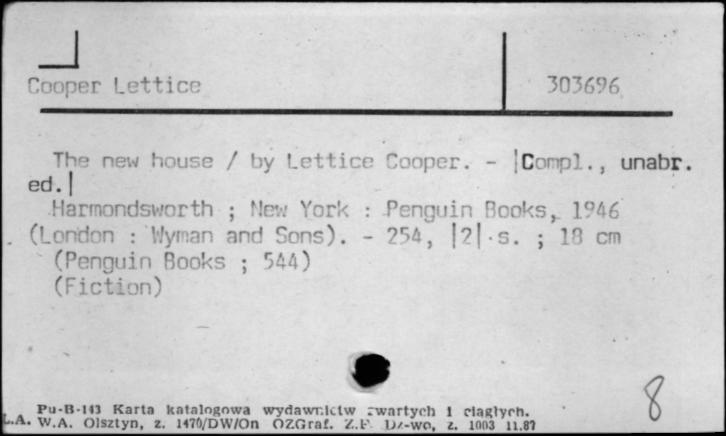 Cooper Lettice 303696
The new house / by Lettice Cooper. - |Compl., unabr.
ed.|
Harmondsworth ; New York : Penguin Books, 1946
(London : Wyman and Sons). - 254, |2| s. ; 18 cm
(Penguin Books ; 544)
(Fiction)
8
Pu-B-143 Karta katalogowa wydawnictw zwartych i ciągłych.
L.A. W.A. Olsztyn, z. 1470/DW/On OZGraf. Z.P. Dz-wo, z. 1003 11.87